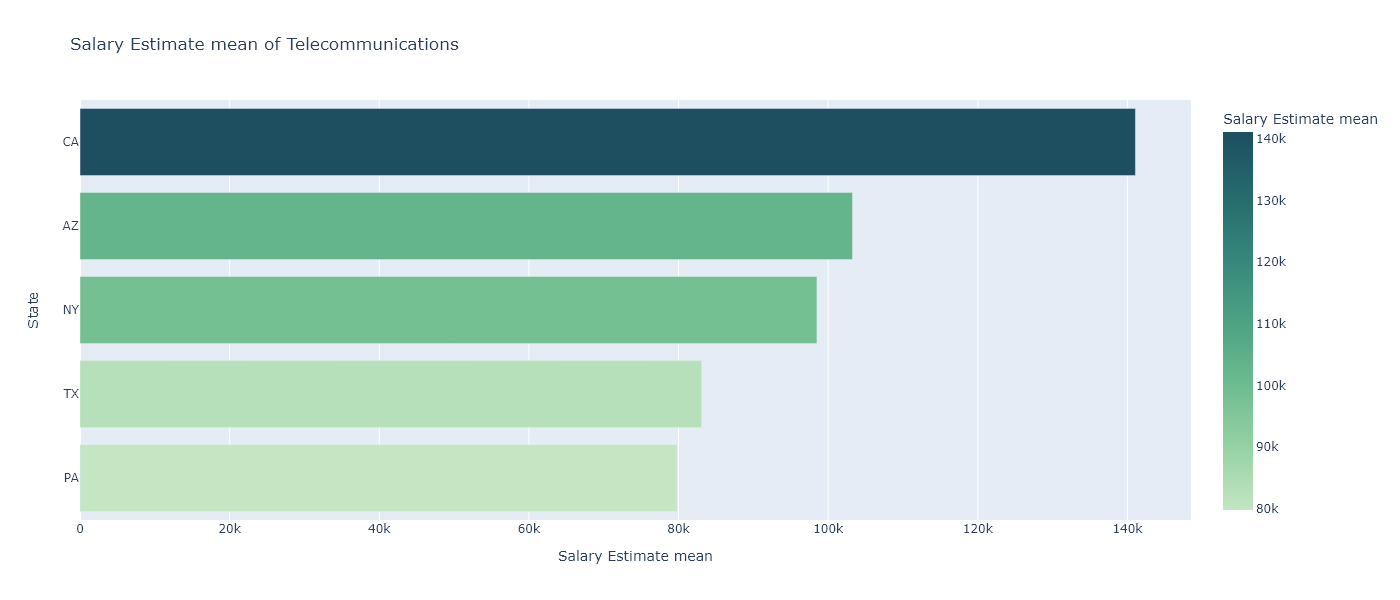 Salary Estimate mean of Telecommunications
State
CA
AZ
NY
TX
PA
0 20k 40k 60k 80k 100k 120k 140k
Salary Estimate mean
Salary Estimate mean
140k
130k
120k
110k
100k
90k
80k